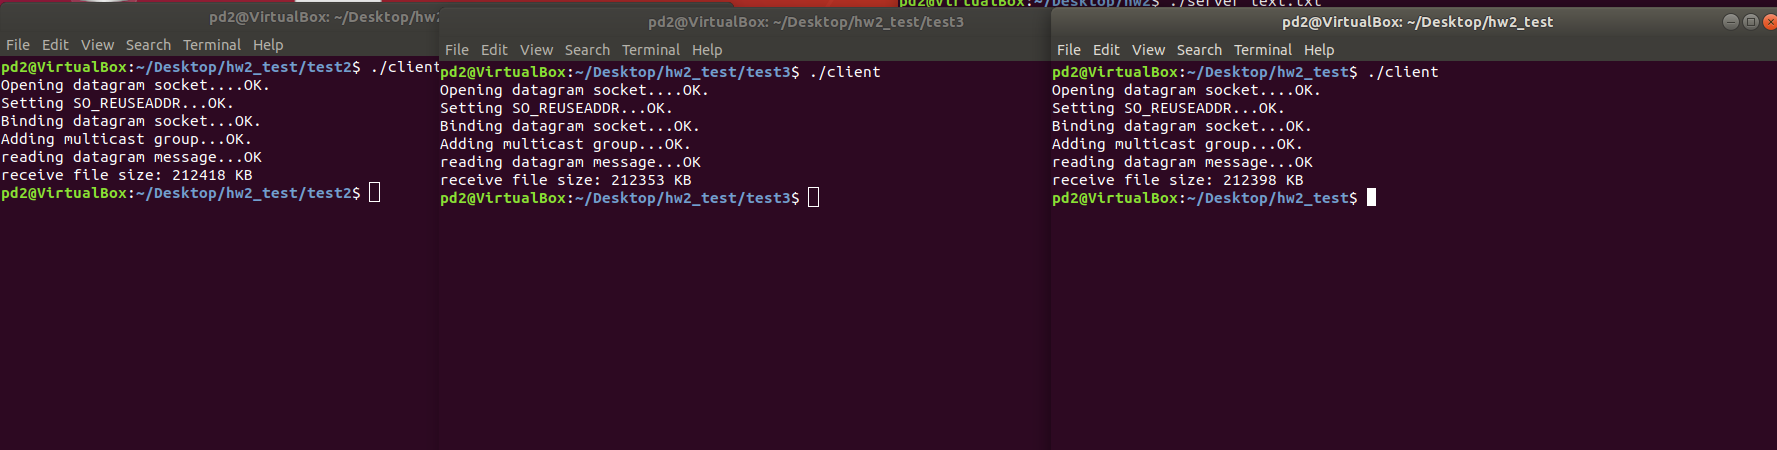 pd2@VirtualBox:~/Desktop/hw2$ ./server text.txt
pd2@VirtualBox: ~/Desktop/hw2
File Edit View Search Terminal Help
pd2@VirtualBox:~/Desktop/hw2_test/test2$ ./client
Opening datagram socket....OK.
Setting SO_REUSEADDR...OK.
Binding datagram socket...OK.
Adding multicast group...OK.
reading datagram message...OK
receive file size: 212418 KB
pd2@VirtualBox:~/Desktop/hw2_test/test2$
pd2@VirtualBox: ~/Desktop/hw2_test/test3
File Edit View Search Terminal Help
pd2@VirtualBox:~/Desktop/hw2_test/test3$ ./client
Opening datagram socket....OK.
Setting SO_REUSEADDR...OK.
Binding datagram socket...OK.
Adding multicast group...OK.
reading datagram message...OK
receive file size: 212353 KB
pd2@VirtualBox:~/Desktop/hw2_test/test3$
pd2@VirtualBox: ~/Desktop/hw2_test
File Edit View Search Terminal Help
pd2@VirtualBox:~/Desktop/hw2_test$ ./client
Opening datagram socket....OK.
Setting SO_REUSEADDR...OK.
Binding datagram socket...OK.
Adding multicast group...OK.
reading datagram message...OK
receive file size: 212398 KB
pd2@VirtualBox:~/Desktop/hw2_test$